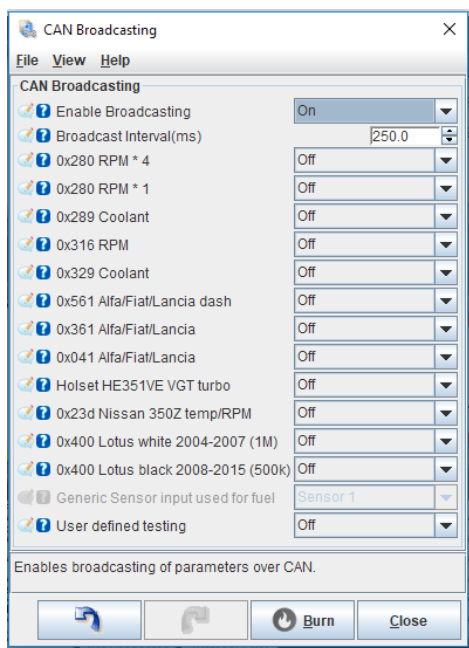 CAN Broadcasting
File View Help
CAN Broadcasting
Enable Broadcasting On
Broadcast Interval(ms) 250.0
0x280 RPM * 4 Off
0x280 RPM * 1 Off
0x289 Coolant Off
0x316 RPM Off
0x329 Coolant Off
0x561 Alfa/Fiat/Lancia dash Off
0x361 Alfa/Fiat/Lancia Off
0x041 Alfa/Fiat/Lancia Off
Holset HE351VE VGT turbo Off
0x23d Nissan 350Z temp/RPM Off
0x400 Lotus white 2004-2007 (1M) Off
0x400 Lotus black 2008-2015 (500k) Off
Generic Sensor input used for fuel Sensor 1
User defined testing Off
Enables broadcasting of parameters over CAN.
Burn Close